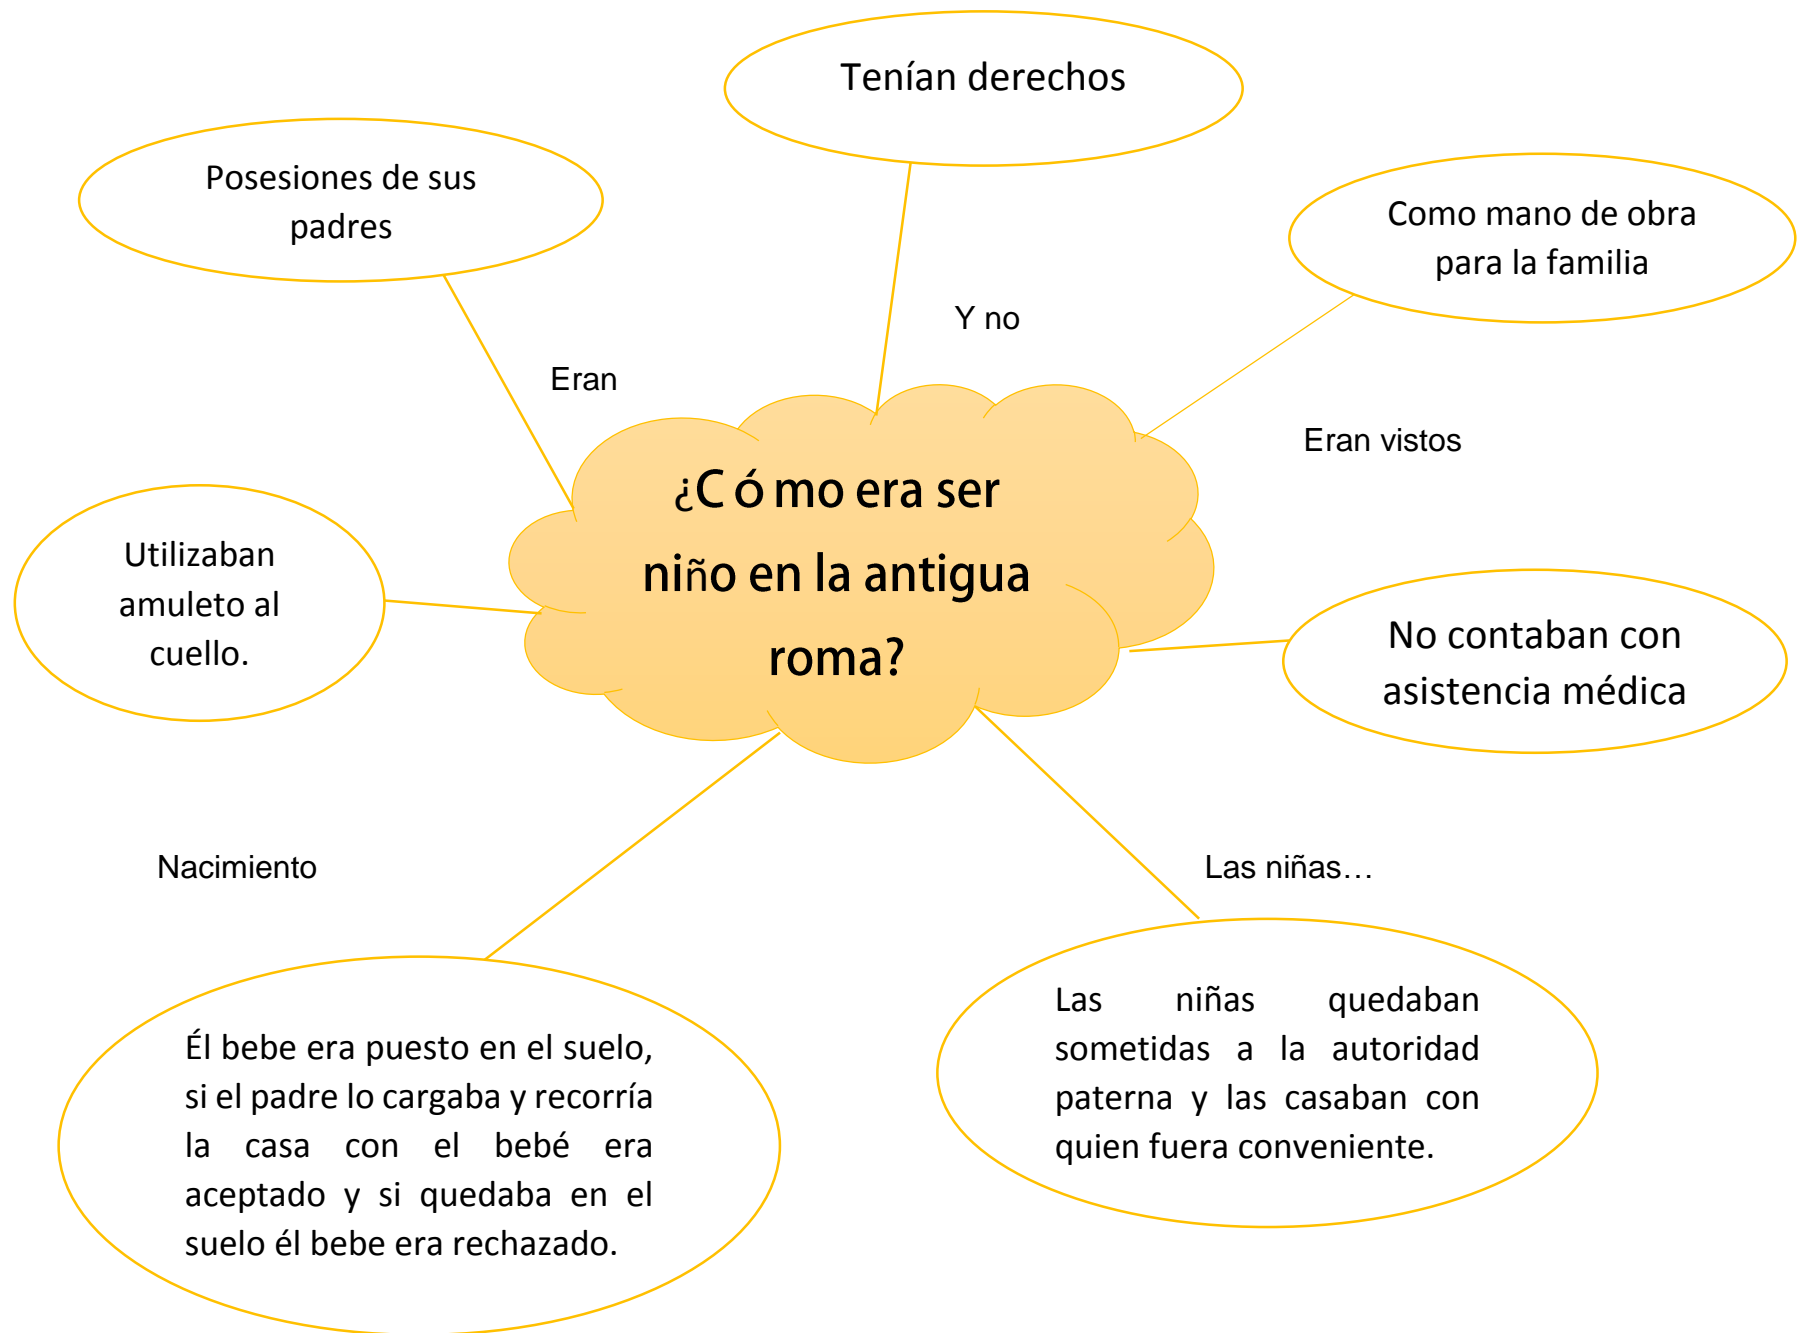 Tenían derechos
Posesiones de sus
padres
Como mano de obra
para la familia
Y no
Eran
Eran vistos
¿C ó mo era ser
niño en la antigua
roma?
Utilizaban
amuleto al
cuello.
No contaban con
asistencia médica
Nacimiento
Las niñas…
Él bebe era puesto en el suelo,
si el padre lo cargaba y recorría
la casa con el bebé era
aceptado y si quedaba en el
suelo él bebe era rechazado.
Las niñas quedaban
sometidas a la autoridad
paterna y las casaban con
quien fuera conveniente.